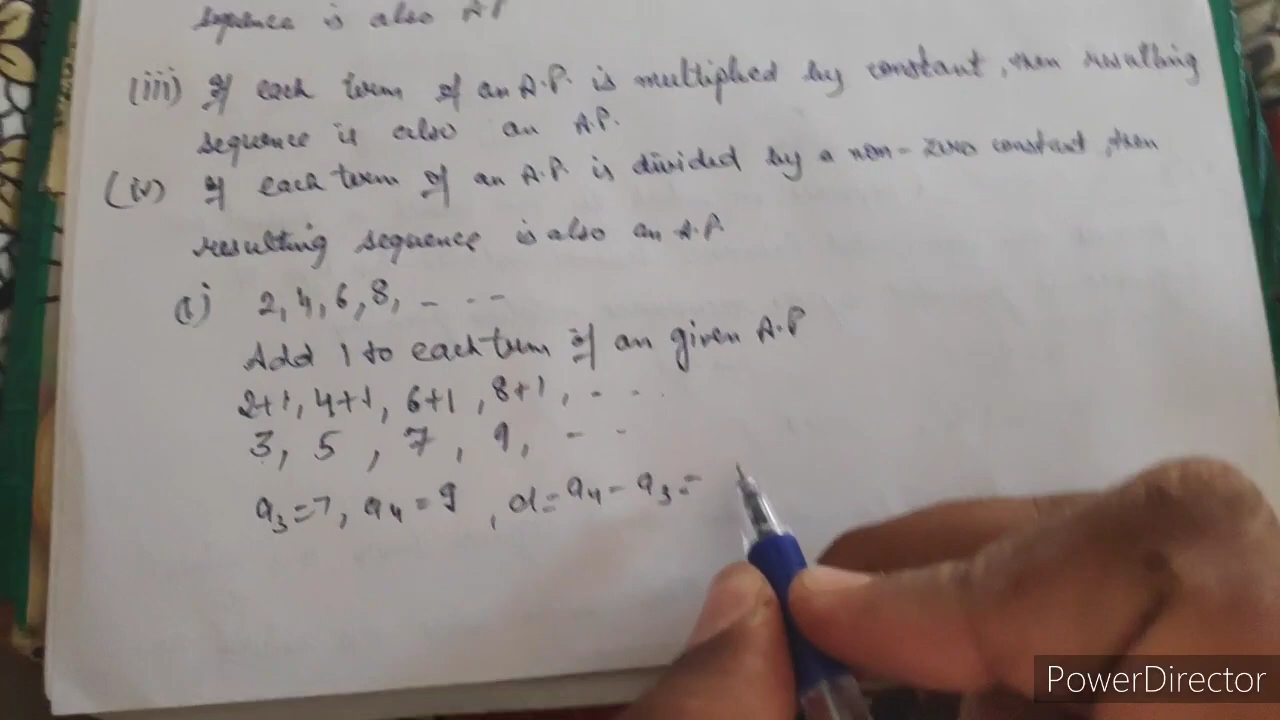 sequence is also AP
(iii) If each term of an A.P. is multiplied by constant, then resulting
sequence is also an A.P.
(iv) If each term of an A.P. is divided by a non-zero constant, then
resulting sequence is also an A.P.
(i) 2, 4, 6, 8, - - -
Add 1 to each term of an given A.P
2+1, 4+1, 6+1, 8+1, - - -
3, 5, 7, 9, - -
a3=7, a4=9, d=a4-a3=
PowerDirector